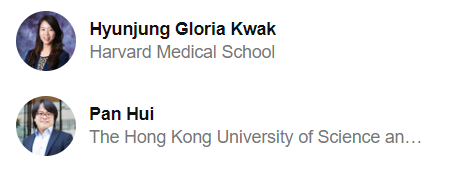 Hyunjung Gloria Kwak
Harvard Medical School
Pan Hui
The Hong Kong University of Science an…